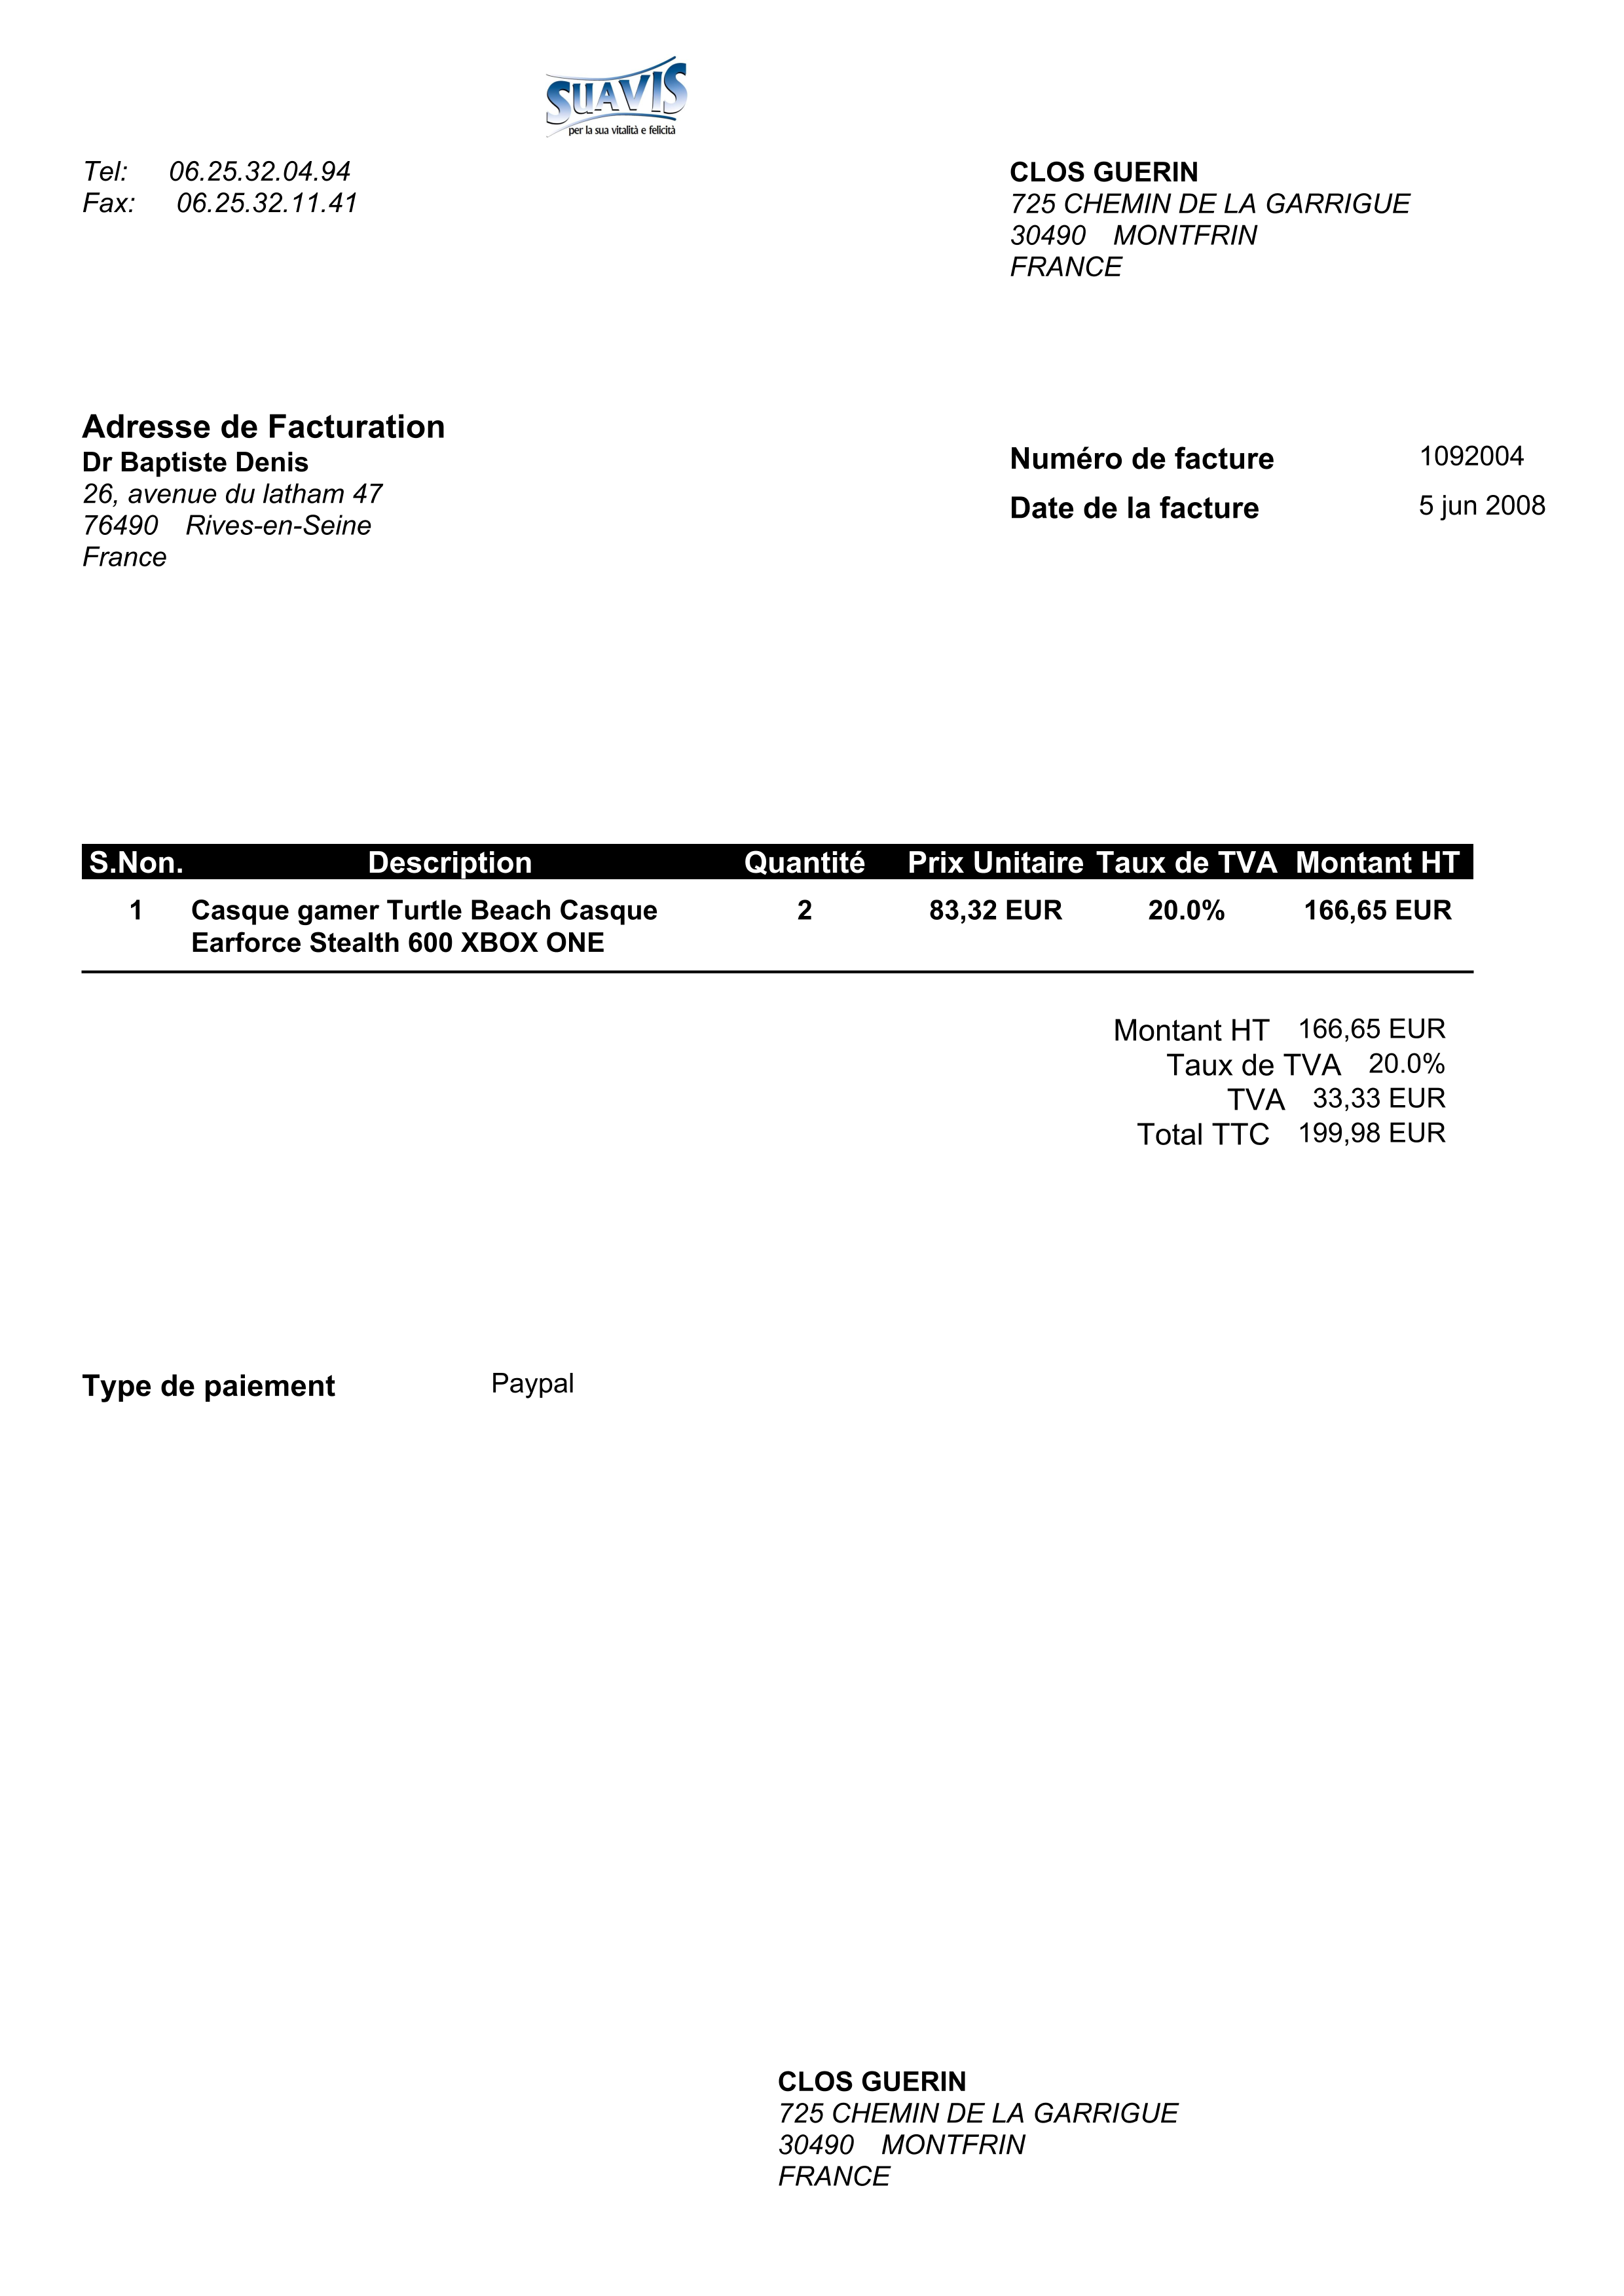 SUAVIS
per la sua vitalità e felicità
Tel: 06.25.32.04.94
Fax: 06.25.32.11.41
CLOS GUERIN
725 CHEMIN DE LA GARRIGUE
30490 MONTFRIN
FRANCE
Adresse de Facturation
Dr Baptiste Denis
26, avenue du latham 47
76490 Rives-en-Seine
France
Numéro de facture 1092004
Date de la facture 5 jun 2008
S.Non. Description Quantité Prix Unitaire Taux de TVA Montant HT
1 Casque gamer Turtle Beach Casque 2 83,32 EUR 20.0% 166,65 EUR
Earforce Stealth 600 XBOX ONE
Montant HT 166,65 EUR
Taux de TVA 20.0%
TVA 33,33 EUR
Total TTC 199,98 EUR
Type de paiement Paypal
CLOS GUERIN
725 CHEMIN DE LA GARRIGUE
30490 MONTFRIN
FRANCE